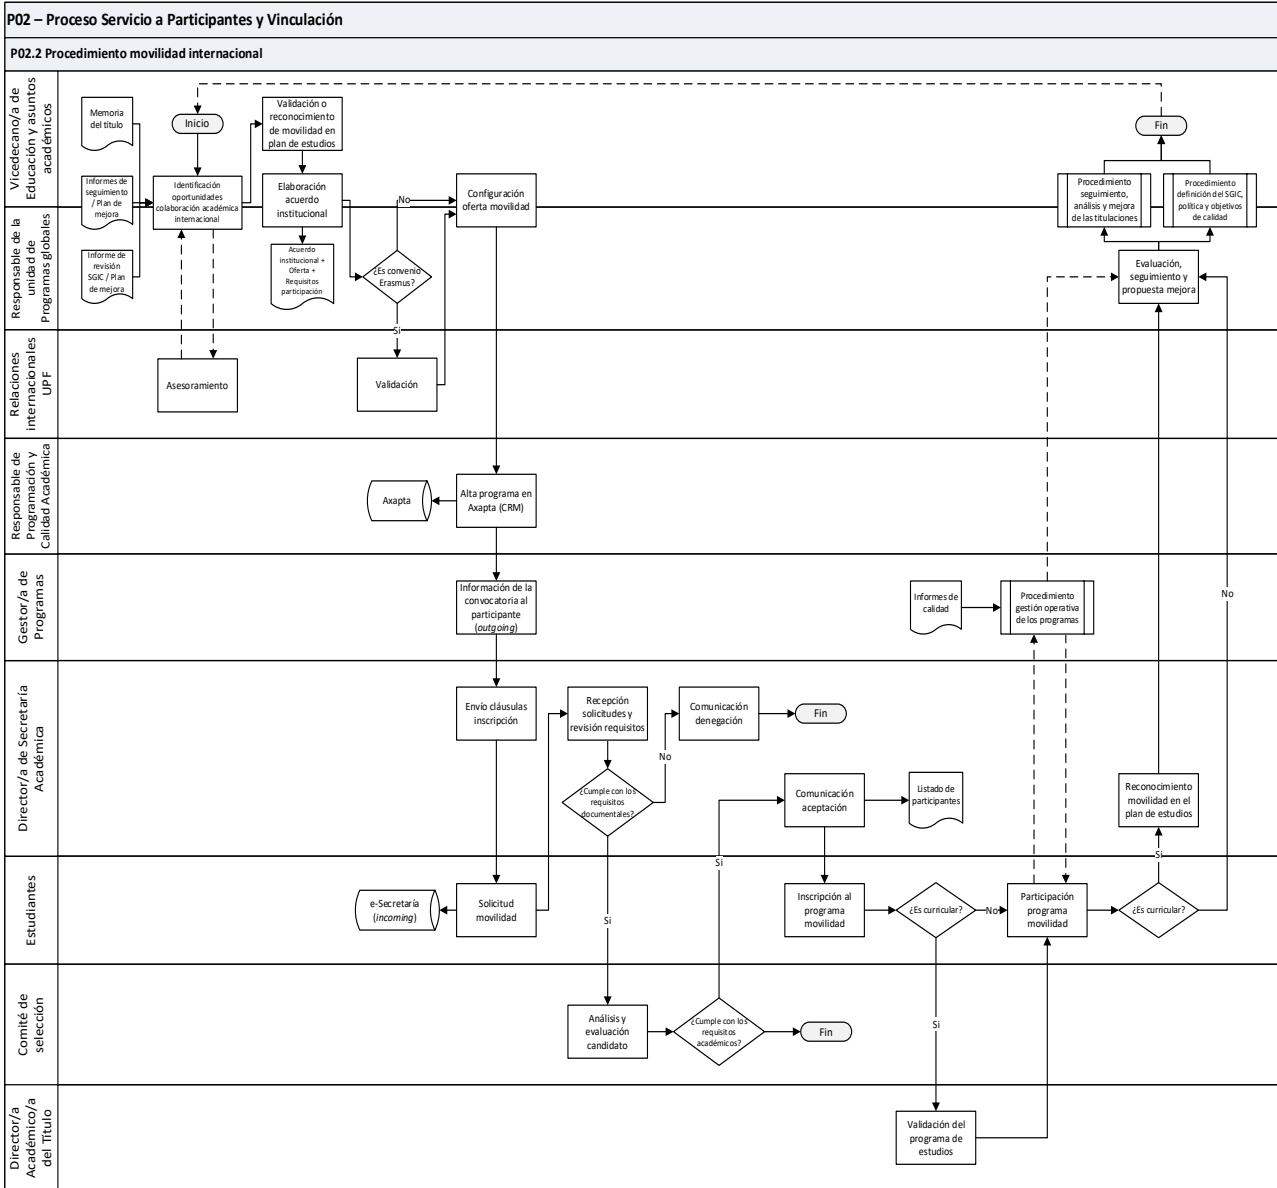 P02 – Proceso Servicio a Participantes y Vinculación
P02.2 Procedimiento movilidad internacional
Vicedecano/a de
Educación y asuntos
académicos
Memoria
del título
Informes de
seguimiento
/ Plan de
mejora
Inicio
Identificación
oportunidades
colaboración académica
internacional
Validación o
reconocimiento
de movilidad en
plan de estudios
Elaboración
acuerdo
institucional
No
Configuración
oferta movilidad
Fin
Procedimiento
seguimiento,
análisis y mejora
de las titulaciones
Procedimiento
definición del SGIC,
política y objetivos
de calidad
Responsable de la
unidad de
Programas globales
Informe de
revisión
SGIC / Plan
de mejora
Acuerdo
institucional +
Oferta +
Requisitos
participación
¿Es convenio
Erasmus?
Si
Evaluación,
seguimiento y
propuesta mejora
Relaciones
internacionales
UPF
Asesoramiento
Validación
Responsable de
Programación y
Calidad Académica
Axapta
Alta programa en
Axapta (CRM)
Gestor/a de
Programas
Información de la
convocatoria al
participante
(outgoing)
Informes de
calidad
Procedimiento
gestión operativa
de los programas
No
Director/a de Secretaría
Académica
Envío cláusulas
inscripción
Recepción
solicitudes y
revisión requisitos
Comunicación
denegación
Fin
No
¿Cumple con los
requisitos
documentales?
Comunicación
aceptación
Listado de
participantes
Reconocimiento
movilidad en el
plan de estudios
Si
Si
Estudiantes
e-Secretaría
(incoming)
Solicitud
movilidad
Si
Inscripción al
programa
movilidad
¿Es curricular?
No
Participación
programa
movilidad
¿Es curricular?
Comité de
selección
Análisis y
evaluación
candidato
¿Cumple con los
requisitos
académicos?
Fin
Si
Director/a
Académico/a
del Título
Validación del
programa de
estudios